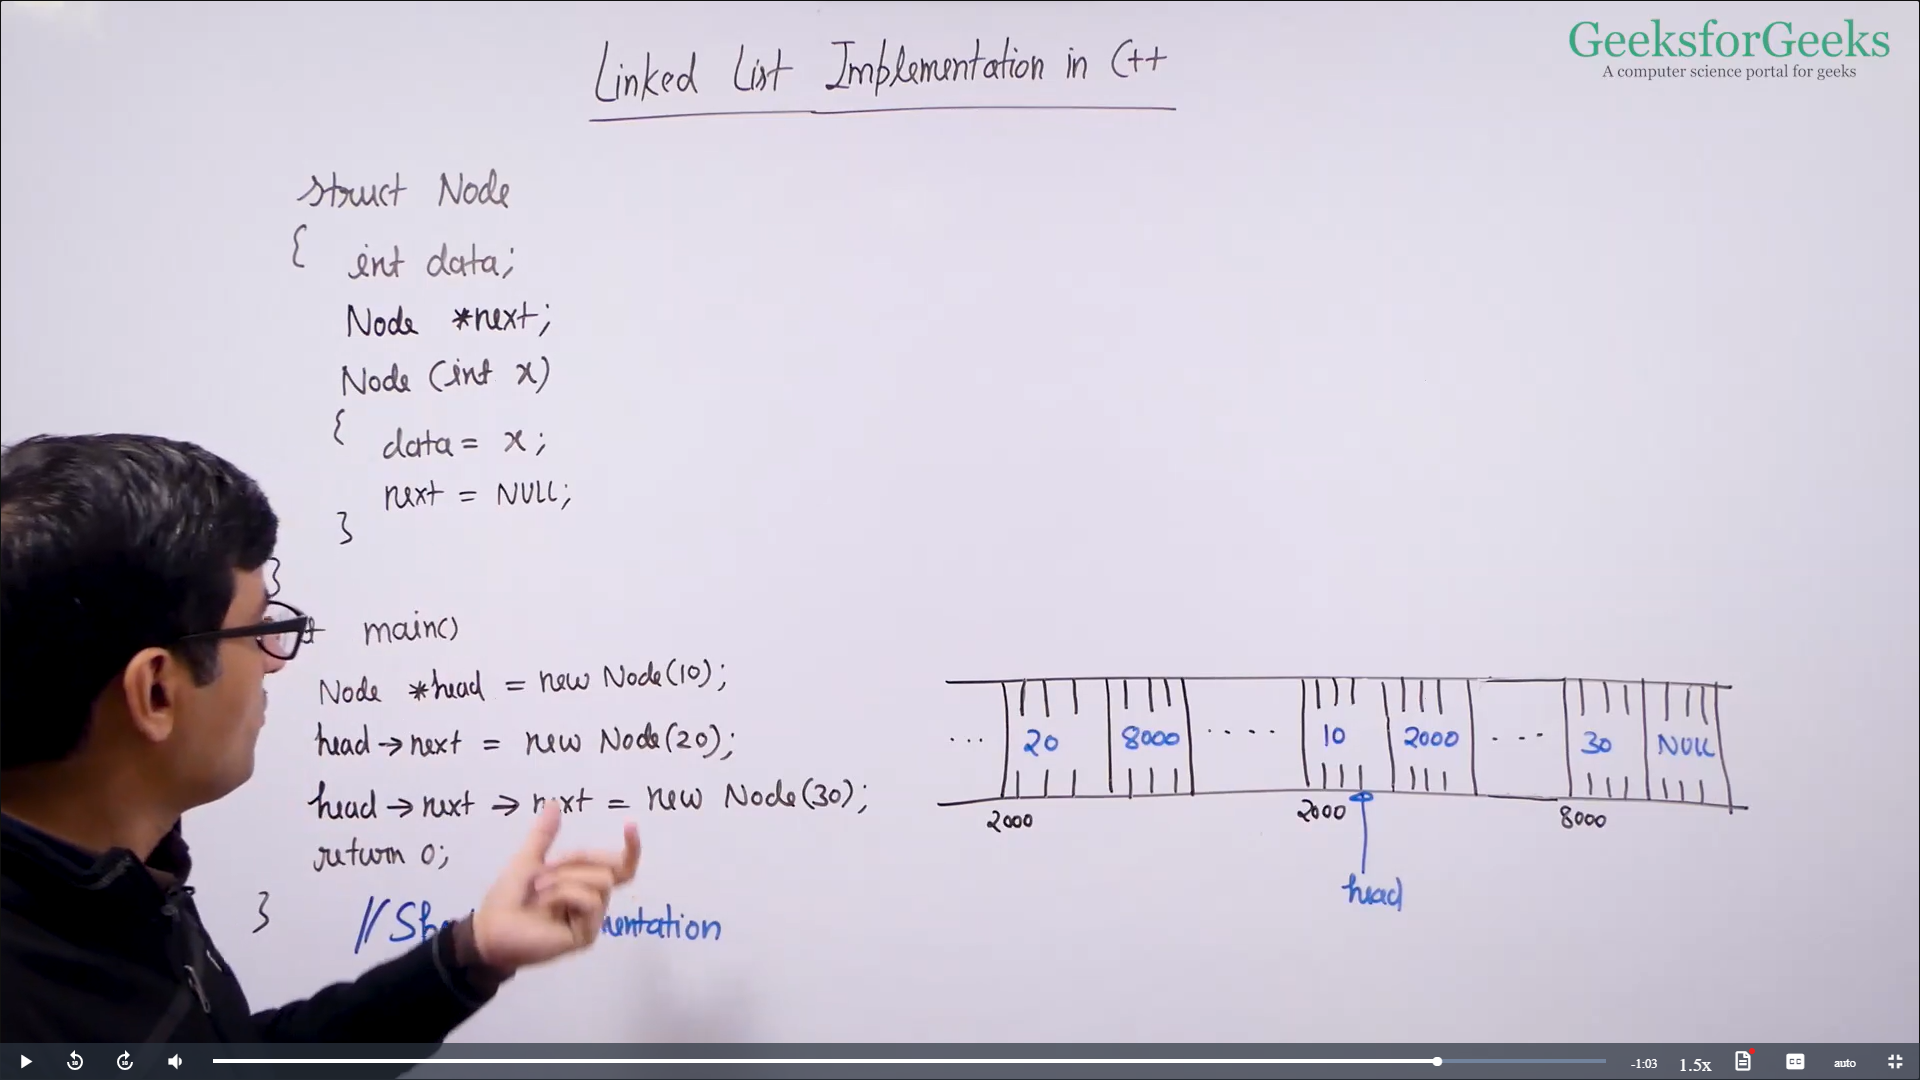 GeeksforGeeks
A computer science portal for geeks
Linked List Implementation in C++
struct Node
{ int data;
Node *next;
Node (int x)
{ data = x;
next = NULL;
}
}
main()
Node *head = new Node(10);
head→next = new Node(20);
head→next→next = new Node(30);
return 0;
}
... 20 8000 .... 10 2000 ... 30 NULL
2000 2000 8000
head
-1:03 1.5x CC auto